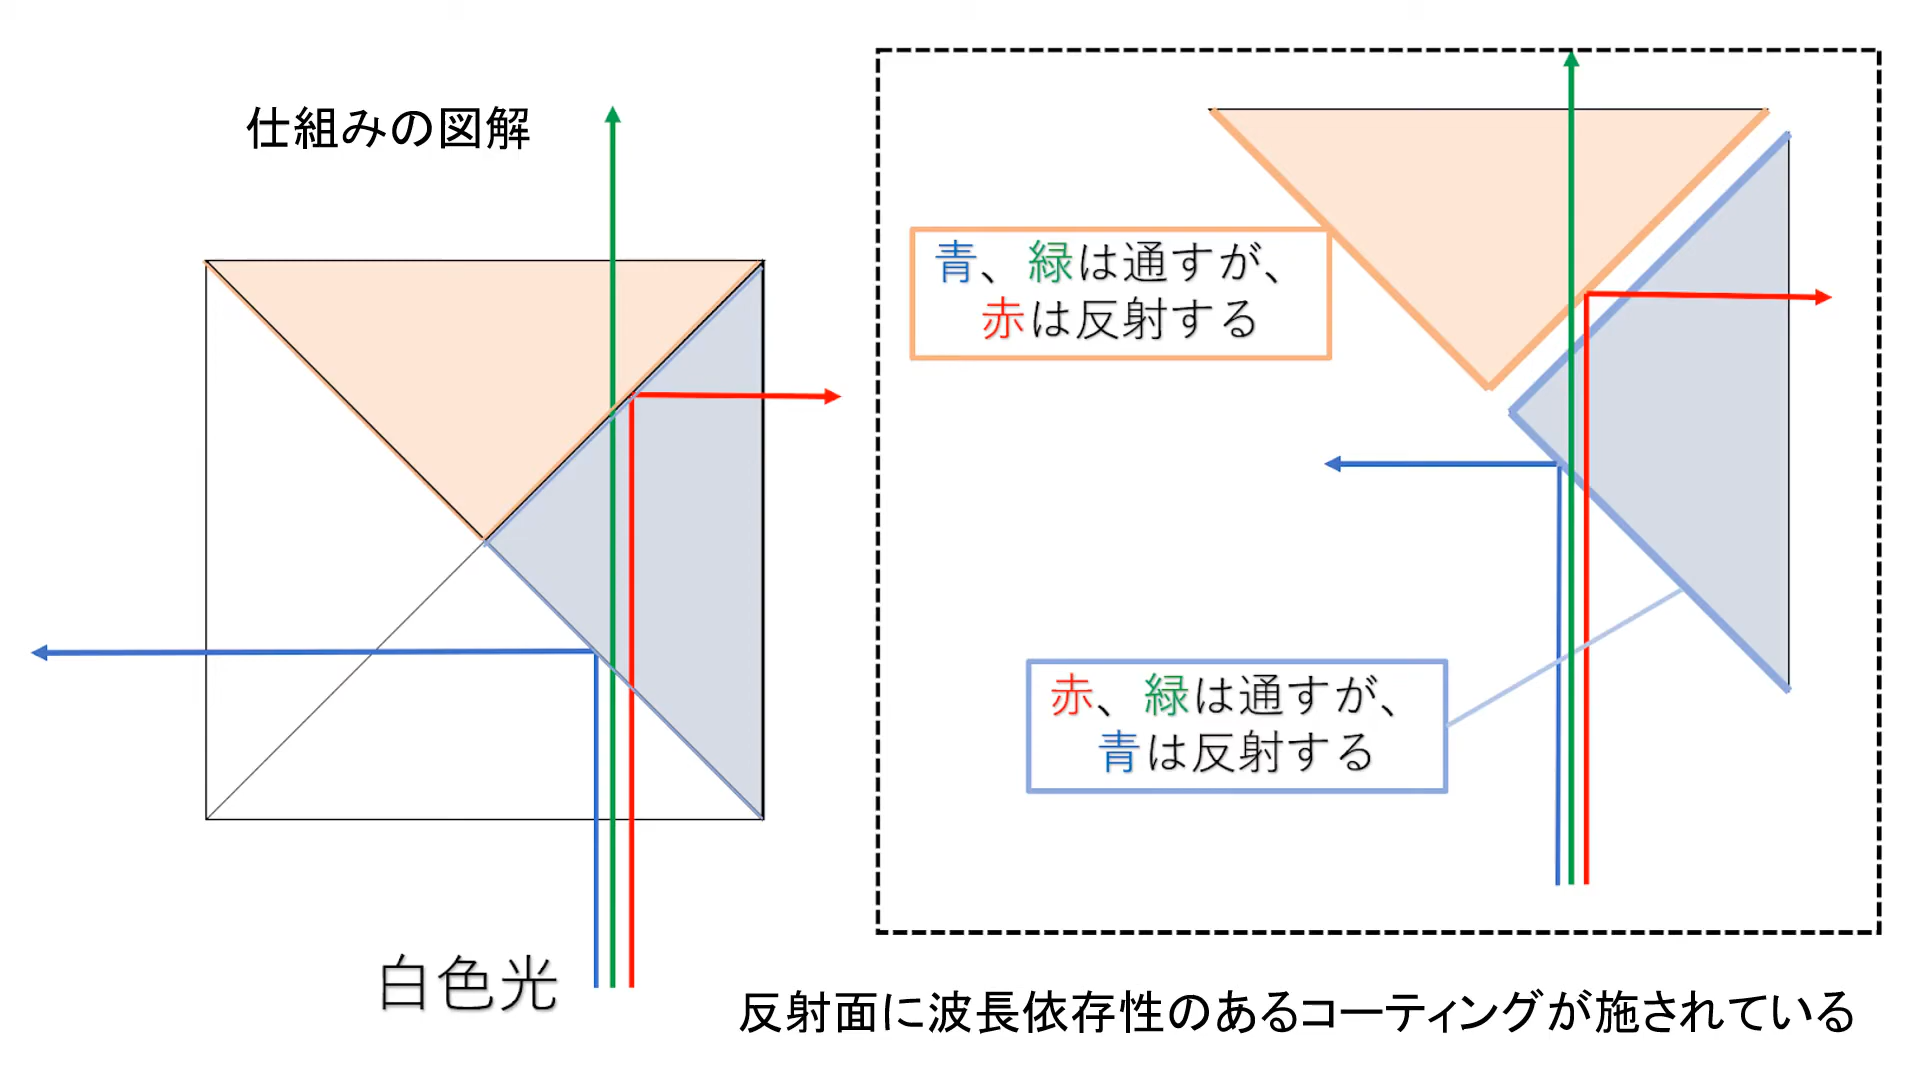 仕組みの図解
青、緑は通すが、
赤は反射する
赤、緑は通すが、
青は反射する
白色光
反射面に波長依存性のあるコーティングが施されている